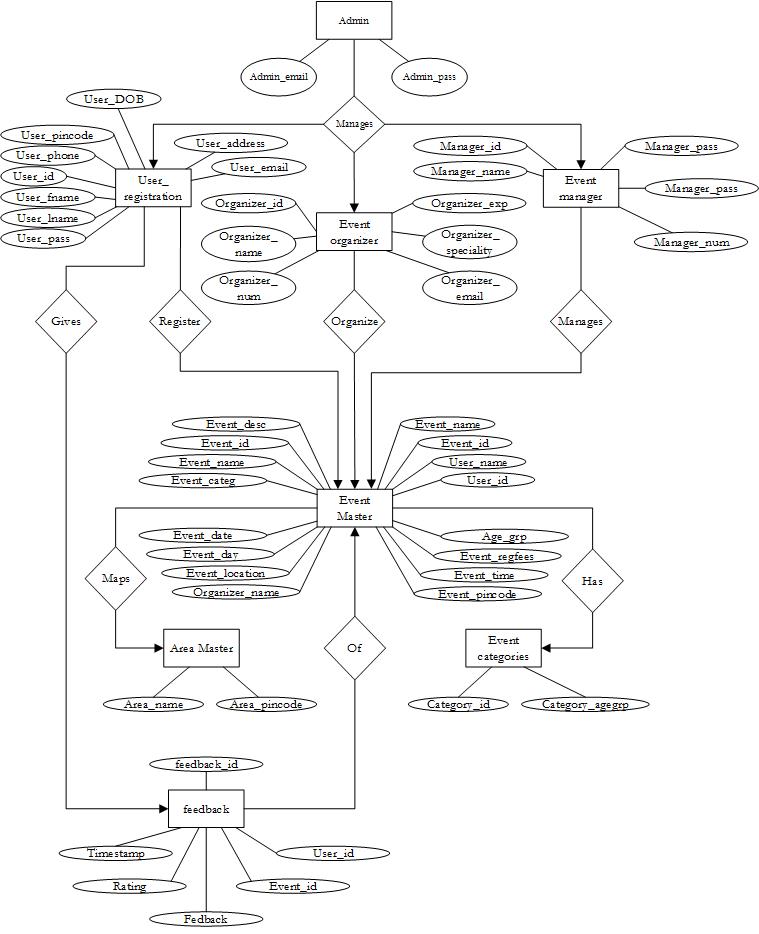 Admin
Admin_email
Admin_pass
User_DOB
Manages
User_pincode
User_address
Manager_id
Manager_pass
User_phone
User_email
Manager_name
User_id
User_
registration
Event
manager
Manager_pass
User_fname
Organizer_id
Organizer_exp
User_lname
Event
organizer
User_pass
Organizer_
name
Organizer_
speciality
Manager_num
Organizer_
num
Organizer_
email
Gives
Register
Organize
Manages
Event_desc
Event_name
Event_id
Event_id
Event_name
User_name
Event_categ
User_id
Event
Master
Event_date
Age_grp
Event_day
Event_regfees
Event_location
Event_time
Organizer_name
Event_pincode
Maps
Has
Area Master
Of
Event
categories
Area_name
Area_pincode
Category_id
Category_agegrp
feedback_id
feedback
Timestamp
User_id
Rating
Event_id
Fedback